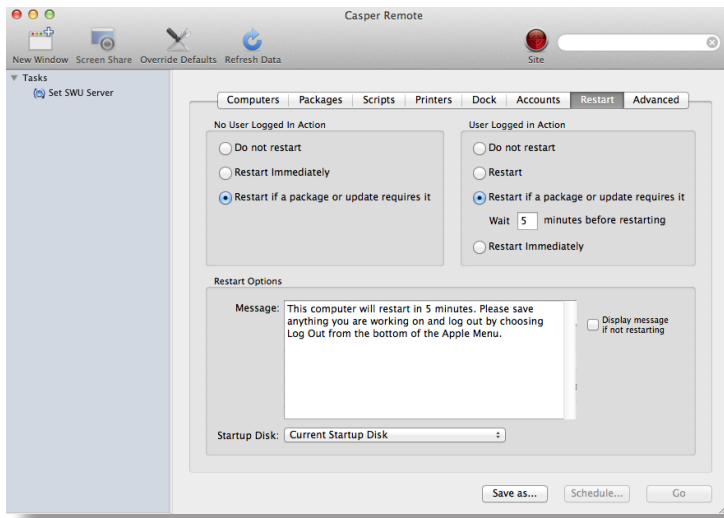 Casper Remote
New Window Screen Share Override Defaults Refresh Data Site
Tasks
Set SWU Server
Computers Packages Scripts Printers Dock Accounts Restart Advanced
No User Logged In Action
Do not restart
Restart Immediately
Restart if a package or update requires it
User Logged in Action
Do not restart
Restart
Restart if a package or update requires it
Wait 5 minutes before restarting
Restart Immediately
Restart Options
Message: This computer will restart in 5 minutes. Please save
anything you are working on and log out by choosing
Log Out from the bottom of the Apple Menu.
Display message
if not restarting
Startup Disk: Current Startup Disk
Save as... Schedule... Go